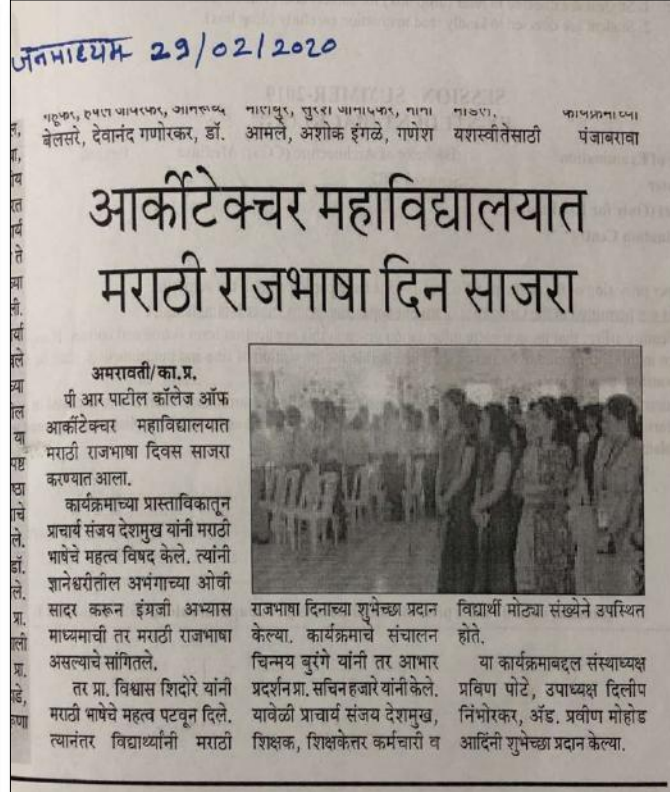 जनमाध्यम 29/02/2020
बेलसरे, देवानंद गणोरकर, डॉ.
आमले, अशोक इंगळे, गणेश
यशस्वीतेसाठी पंजाबरावा
आर्कीटेक्चर महाविद्यालयात
मराठी राजभाषा दिन साजरा
अमरावती/का.प्र.
पी आर पाटील कॉलेज ऑफ
आर्कीटेक्चर महाविद्यालयात
मराठी राजभाषा दिवस साजरा
करण्यात आला.
कार्यक्रमाच्या प्रास्ताविकातून
प्राचार्य संजय देशमुख यांनी मराठी
भाषेचे महत्व विषद केले. त्यांनी
ज्ञानेश्वरीतील अभंगाच्या ओवी
सादर करून इंग्रजी अभ्यास
माध्यमाची तर मराठी राजभाषा
असल्याचे सांगितले.
तर प्रा. विश्वास शिदोरे यांनी
मराठी भाषेचे महत्व पटवून दिले.
त्यानंतर विद्यार्थ्यांनी मराठी
राजभाषा दिनाच्या शुभेच्छा प्रदान
केल्या. कार्यक्रमाचे संचालन
चिन्मय बुरंगे यांनी तर आभार
प्रदर्शन प्रा. सचिन हजारे यांनी केले.
यावेळी प्राचार्य संजय देशमुख,
शिक्षक, शिक्षकेत्तर कर्मचारी व
विद्यार्थी मोठ्या संख्येने उपस्थित
होते.
या कार्यक्रमाबद्दल संस्थाध्यक्ष
प्रविण पोटे, उपाध्यक्ष दिलीप
निंभोरकर, अ‍ॅड. प्रवीण मोहोड
आदिंनी शुभेच्छा प्रदान केल्या.